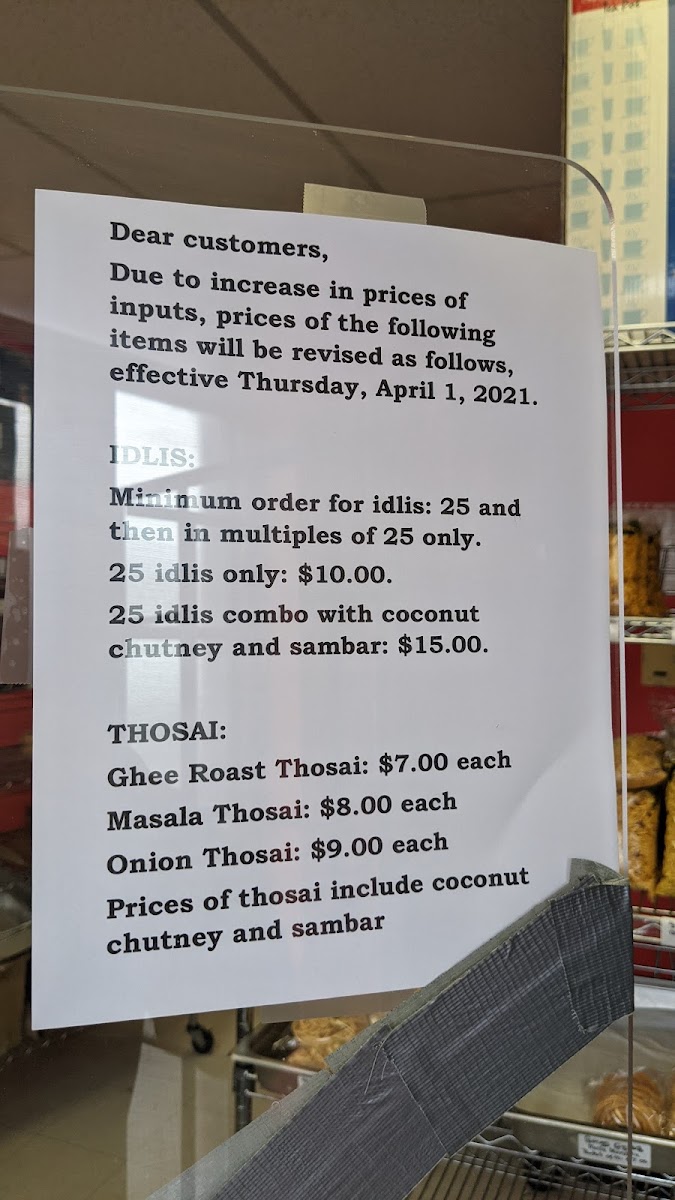 Dear customers,
Due to increase in prices of
inputs, prices of the following
items will be revised as follows,
effective Thursday, April 1, 2021.
IDLIS:
Minimum order for idlis: 25 and
then in multiples of 25 only.
25 idlis only: $10.00.
25 idlis combo with coconut
chutney and sambar: $15.00.
THOSAI:
Ghee Roast Thosai: $7.00 each
Masala Thosai: $8.00 each
Onion Thosai: $9.00 each
Prices of thosai include coconut
chutney and sambar